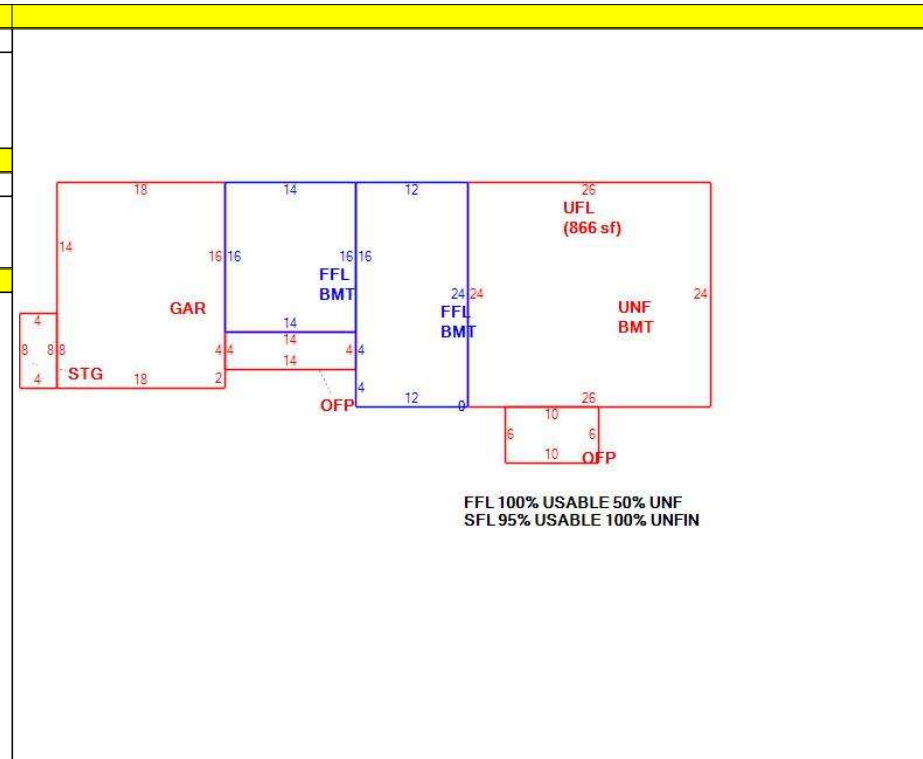 18
14
12
26
UFL
(866 sf)
14
16 16
16 16
FFL
BMT
24 24
24
GAR
FFL
BMT
UNF
BMT
4
14
14
8 8 8
4 4
4 4
STG
14
4
18
2
4
OFP
12
0
26
10
6
6
10
OFP
FFL 100% USABLE 50% UNF
SFL 95% USABLE 100% UNFIN